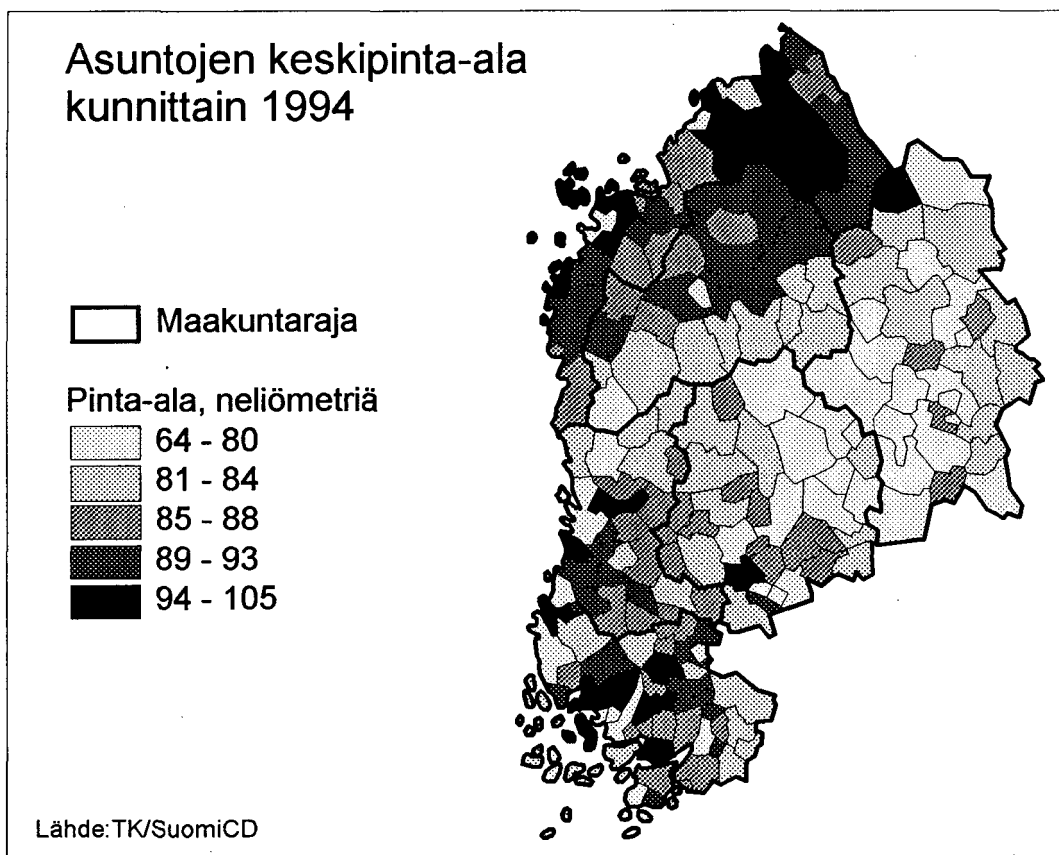 Asuntojen keskipinta-ala
kunnittain 1994
Maakuntaraja
Pinta-ala, neliömetriä
64 - 80
81 - 84
85 - 88
89 - 93
94 - 105
Lähde:TK/SuomiCD